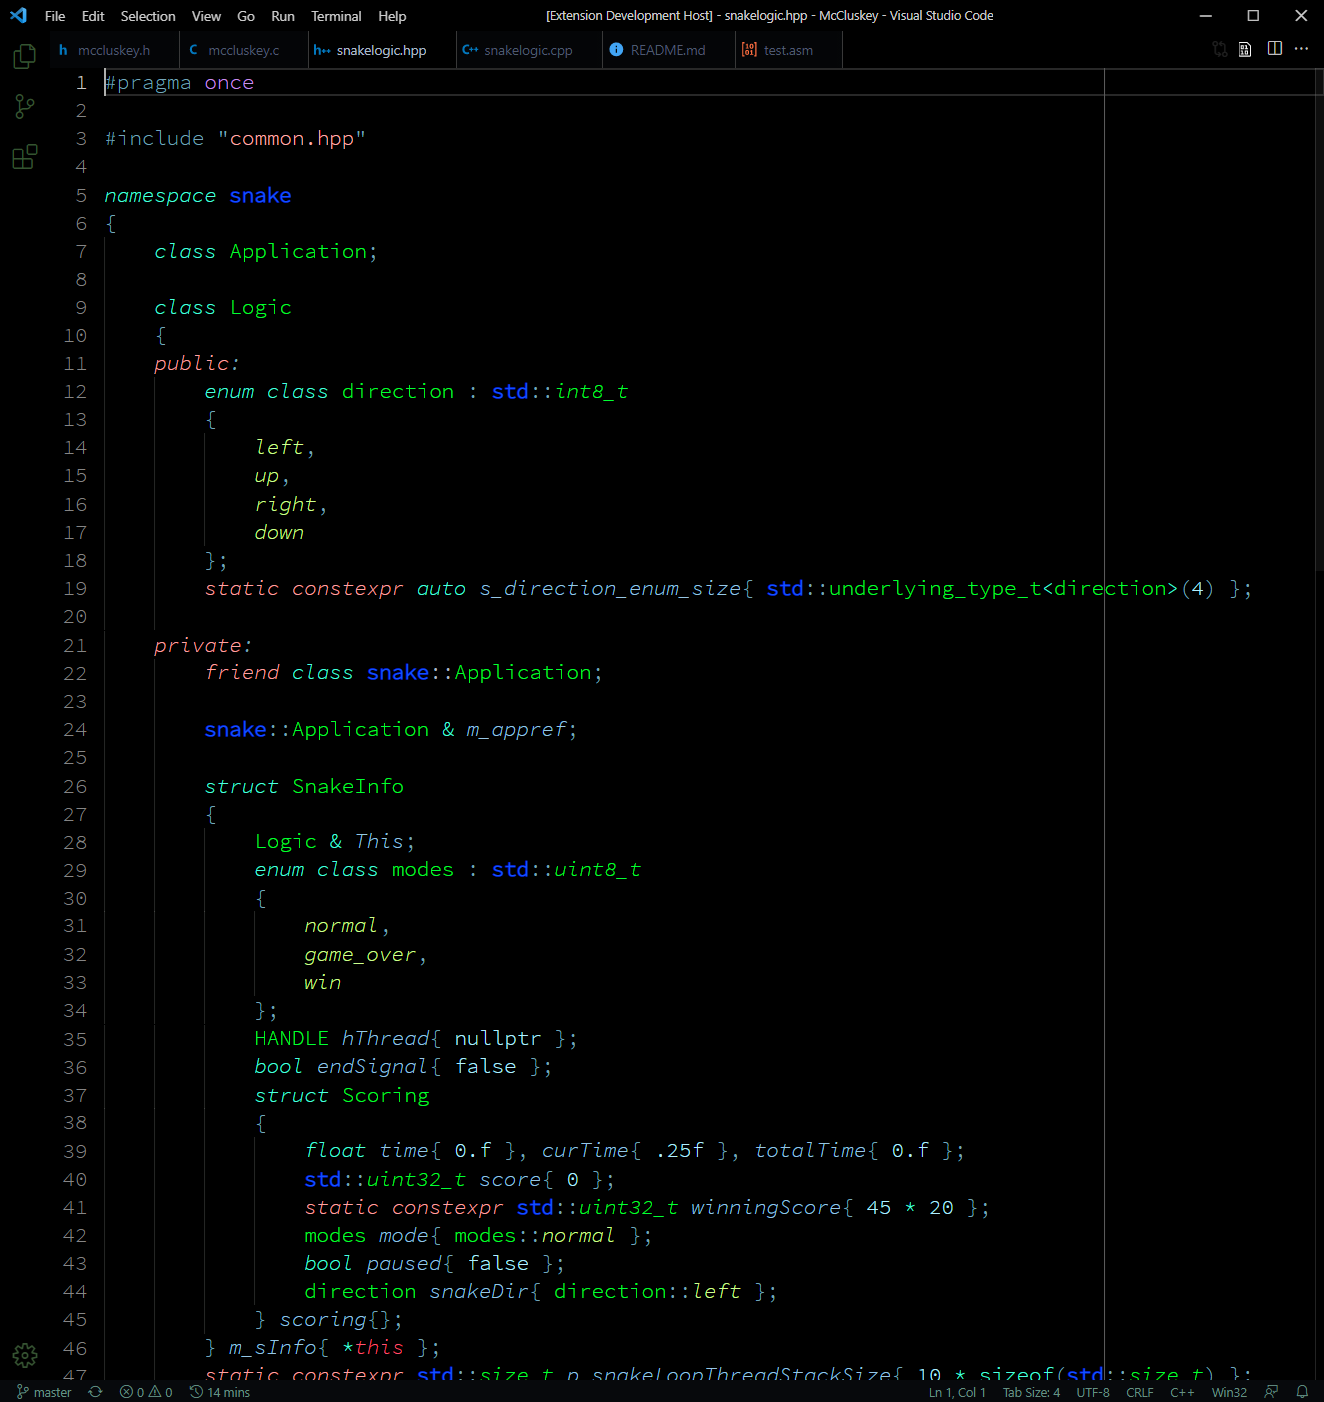 File Edit Selection View Go Run Terminal Help [Extension Development Host] - snakelogic.hpp - McCluskey - Visual Studio Code
h mccluskey.h C mccluskey.c h++ snakelogic.hpp C++ snakelogic.cpp README.md test.asm
1 #pragma once
2
3 #include "common.hpp"
4
5 namespace snake
6 {
7 class Application;
8
9 class Logic
10 {
11 public:
12 enum class direction : std::int8_t
13 {
14 left,
15 up,
16 right,
17 down
18 };
19 static constexpr auto s_direction_enum_size{ std::underlying_type_t<direction>(4) };
20
21 private:
22 friend class snake::Application;
23
24 snake::Application & m_appref;
25
26 struct SnakeInfo
27 {
28 Logic & This;
29 enum class modes : std::uint8_t
30 {
31 normal,
32 game_over,
33 win
34 };
35 HANDLE hThread{ nullptr };
36 bool endSignal{ false };
37 struct Scoring
38 {
39 float time{ 0.f }, curTime{ .25f }, totalTime{ 0.f };
40 std::uint32_t score{ 0 };
41 static constexpr std::uint32_t winningScore{ 45 * 20 };
42 modes mode{ modes::normal };
43 bool paused{ false };
44 direction snakeDir{ direction::left };
45 } scoring{};
46 } m_sInfo{ *this };
47 static constexpr std::size_t p_snakeLoopThreadStackSize{ 10 * sizeof(std::size_t) };
master 0 0 14 mins Ln 1, Col 1 Tab Size: 4 UTF-8 CRLF C++ Win32